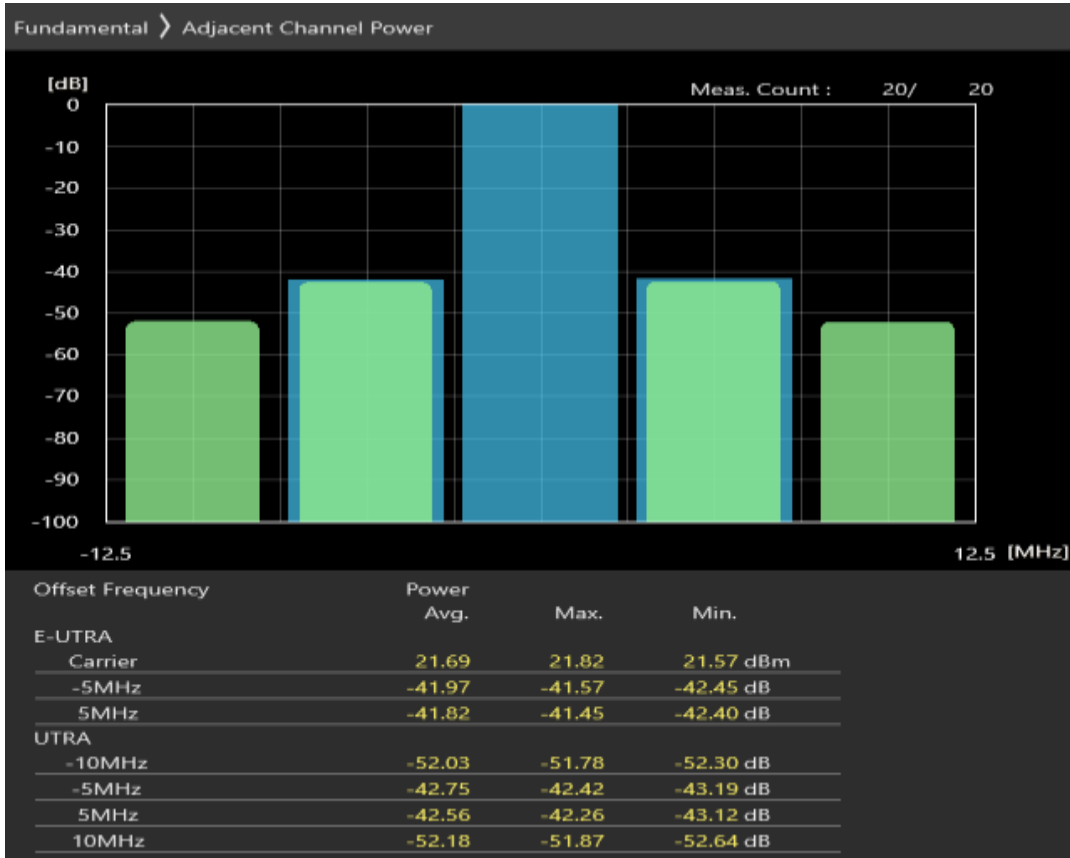 Fundamental ❭ Adjacent Channel Power
[dB]
Meas. Count : 20/ 20
0
-10
-20
-30
-40
-50
-60
-70
-80
-90
-100
-12.5 12.5 [MHz]
Offset Frequency Power
Avg. Max. Min.
E-UTRA
Carrier 21.69 21.82 21.57 dBm
-5MHz -41.97 -41.57 -42.45 dB
5MHz -41.82 -41.45 -42.40 dB
UTRA
-10MHz -52.03 -51.78 -52.30 dB
-5MHz -42.75 -42.42 -43.19 dB
5MHz -42.56 -42.26 -43.12 dB
10MHz -52.18 -51.87 -52.64 dB